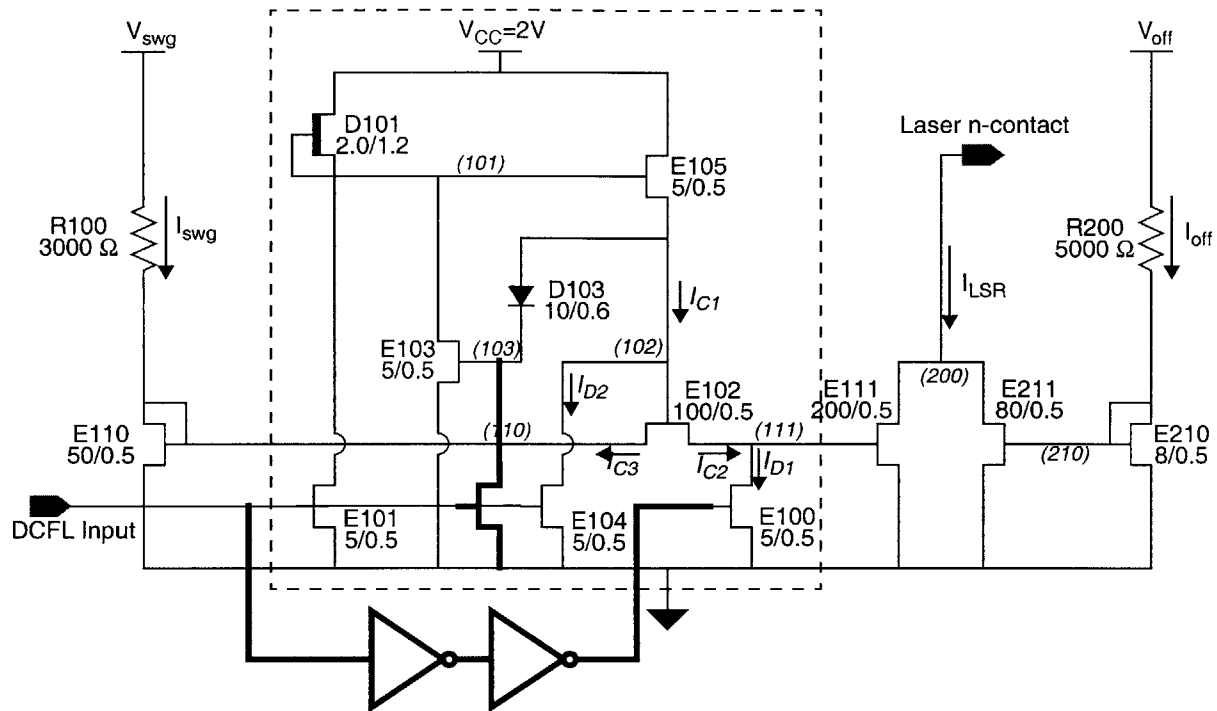 V_swg
V_CC=2V
V_off
D101
2.0/1.2
Laser n-contact
(101)
E105
5/0.5
R100
3000 Ω
I_swg
R200
5000 Ω
I_off
D103
10/0.6
I_C1
I_LSR
E103
5/0.5
(103)
(102)
(200)
I_D2
E102
100/0.5
E111
200/0.5
E211
80/0.5
E110
50/0.5
(110)
(111)
I_C3
I_C2
I_D1
(210)
E210
8/0.5
DCFL Input
E101
5/0.5
E104
5/0.5
E100
5/0.5